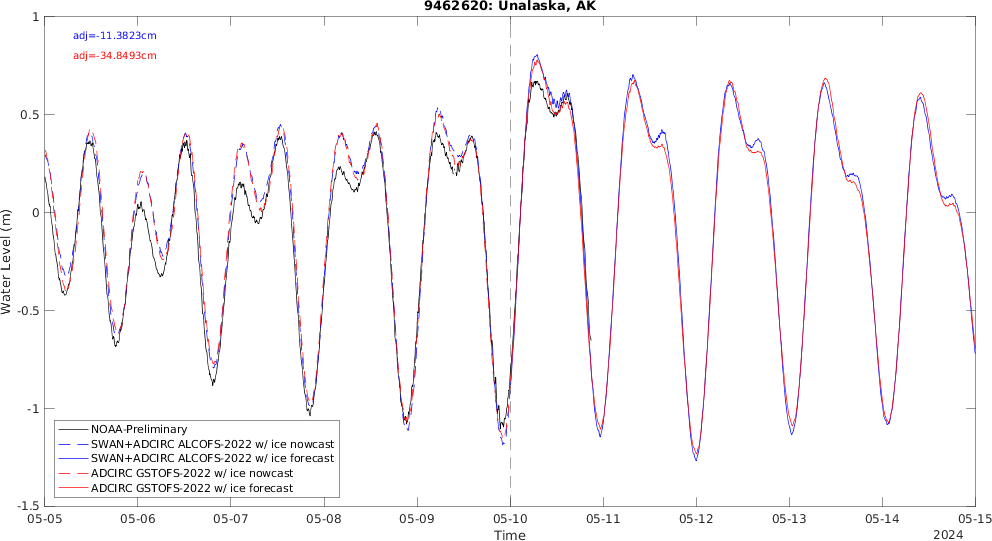 9462620: Unalaska, AK
adj=-11.3823cm
adj=-34.8493cm
Water Level (m)
1
0.5
0
-0.5
-1
-1.5
NOAA-Preliminary
SWAN+ADCIRC ALCOFS-2022 w/ ice nowcast
SWAN+ADCIRC ALCOFS-2022 w/ ice forecast
ADCIRC GSTOFS-2022 w/ ice nowcast
ADCIRC GSTOFS-2022 w/ ice forecast
05-05 05-06 05-07 05-08 05-09 05-10 05-11 05-12 05-13 05-14 05-15
Time
2024